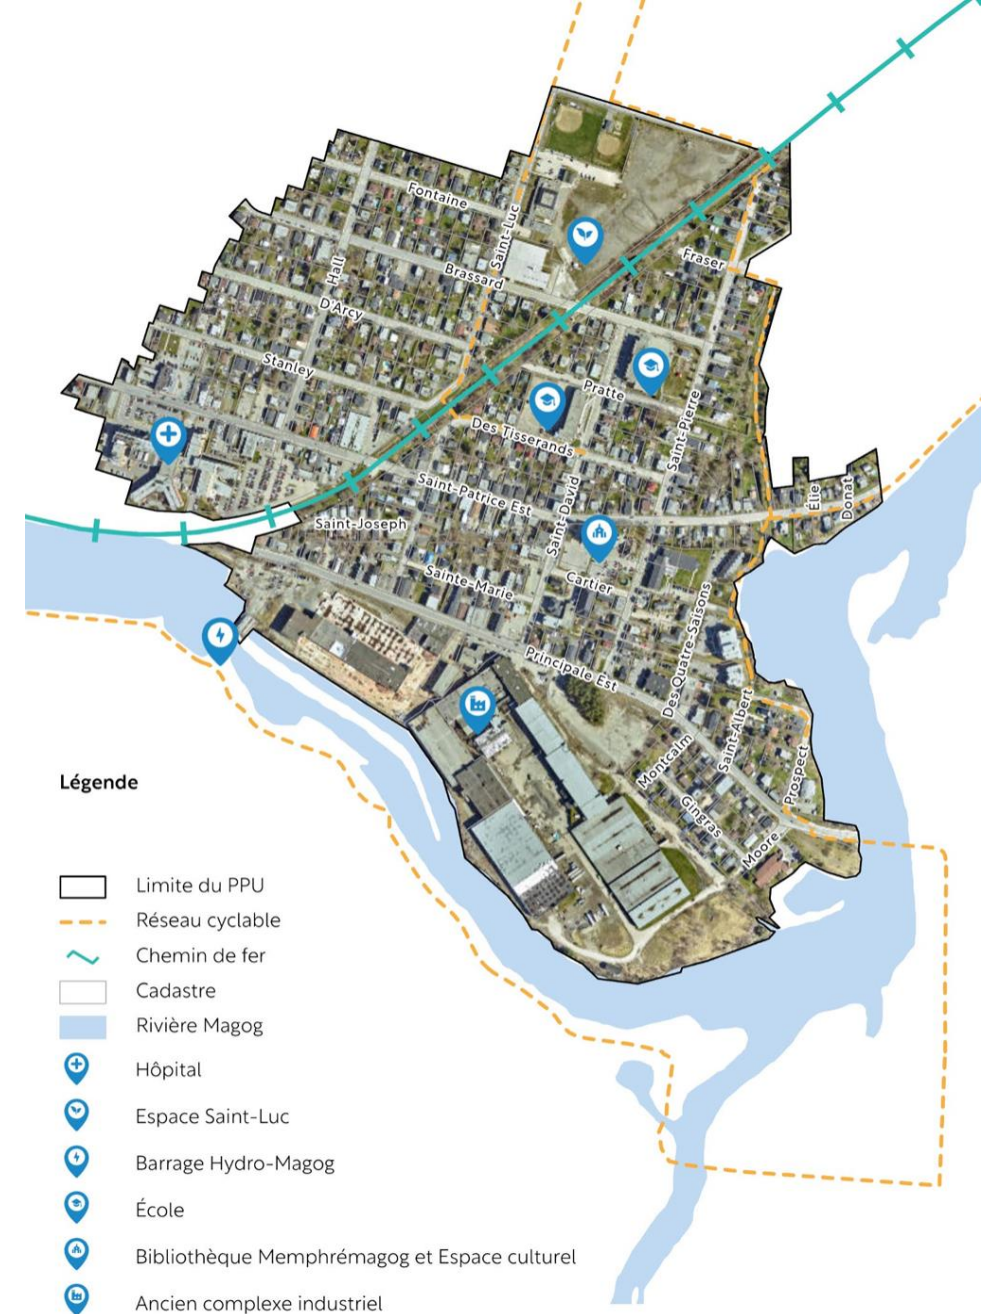 Fontaine
Saint-Luc
Hall
Brassard
Fraser
D'Arcy
Stanley
Pratte
Saint-Pierre
Des Tisserands
Saint-Patrice Est
Saint-David
Élie
Donat
Saint-Joseph
Sainte-Marie
Cartier
Des Quatre-Saisons
Principale Est
Saint-Albert
Montcalm
Prospect
Gingras
Moore
Légende
Limite du PPU
Réseau cyclable
Chemin de fer
Cadastre
Rivière Magog
Hôpital
Espace Saint-Luc
Barrage Hydro-Magog
École
Bibliothèque Memphrémagog et Espace culturel
Ancien complexe industriel